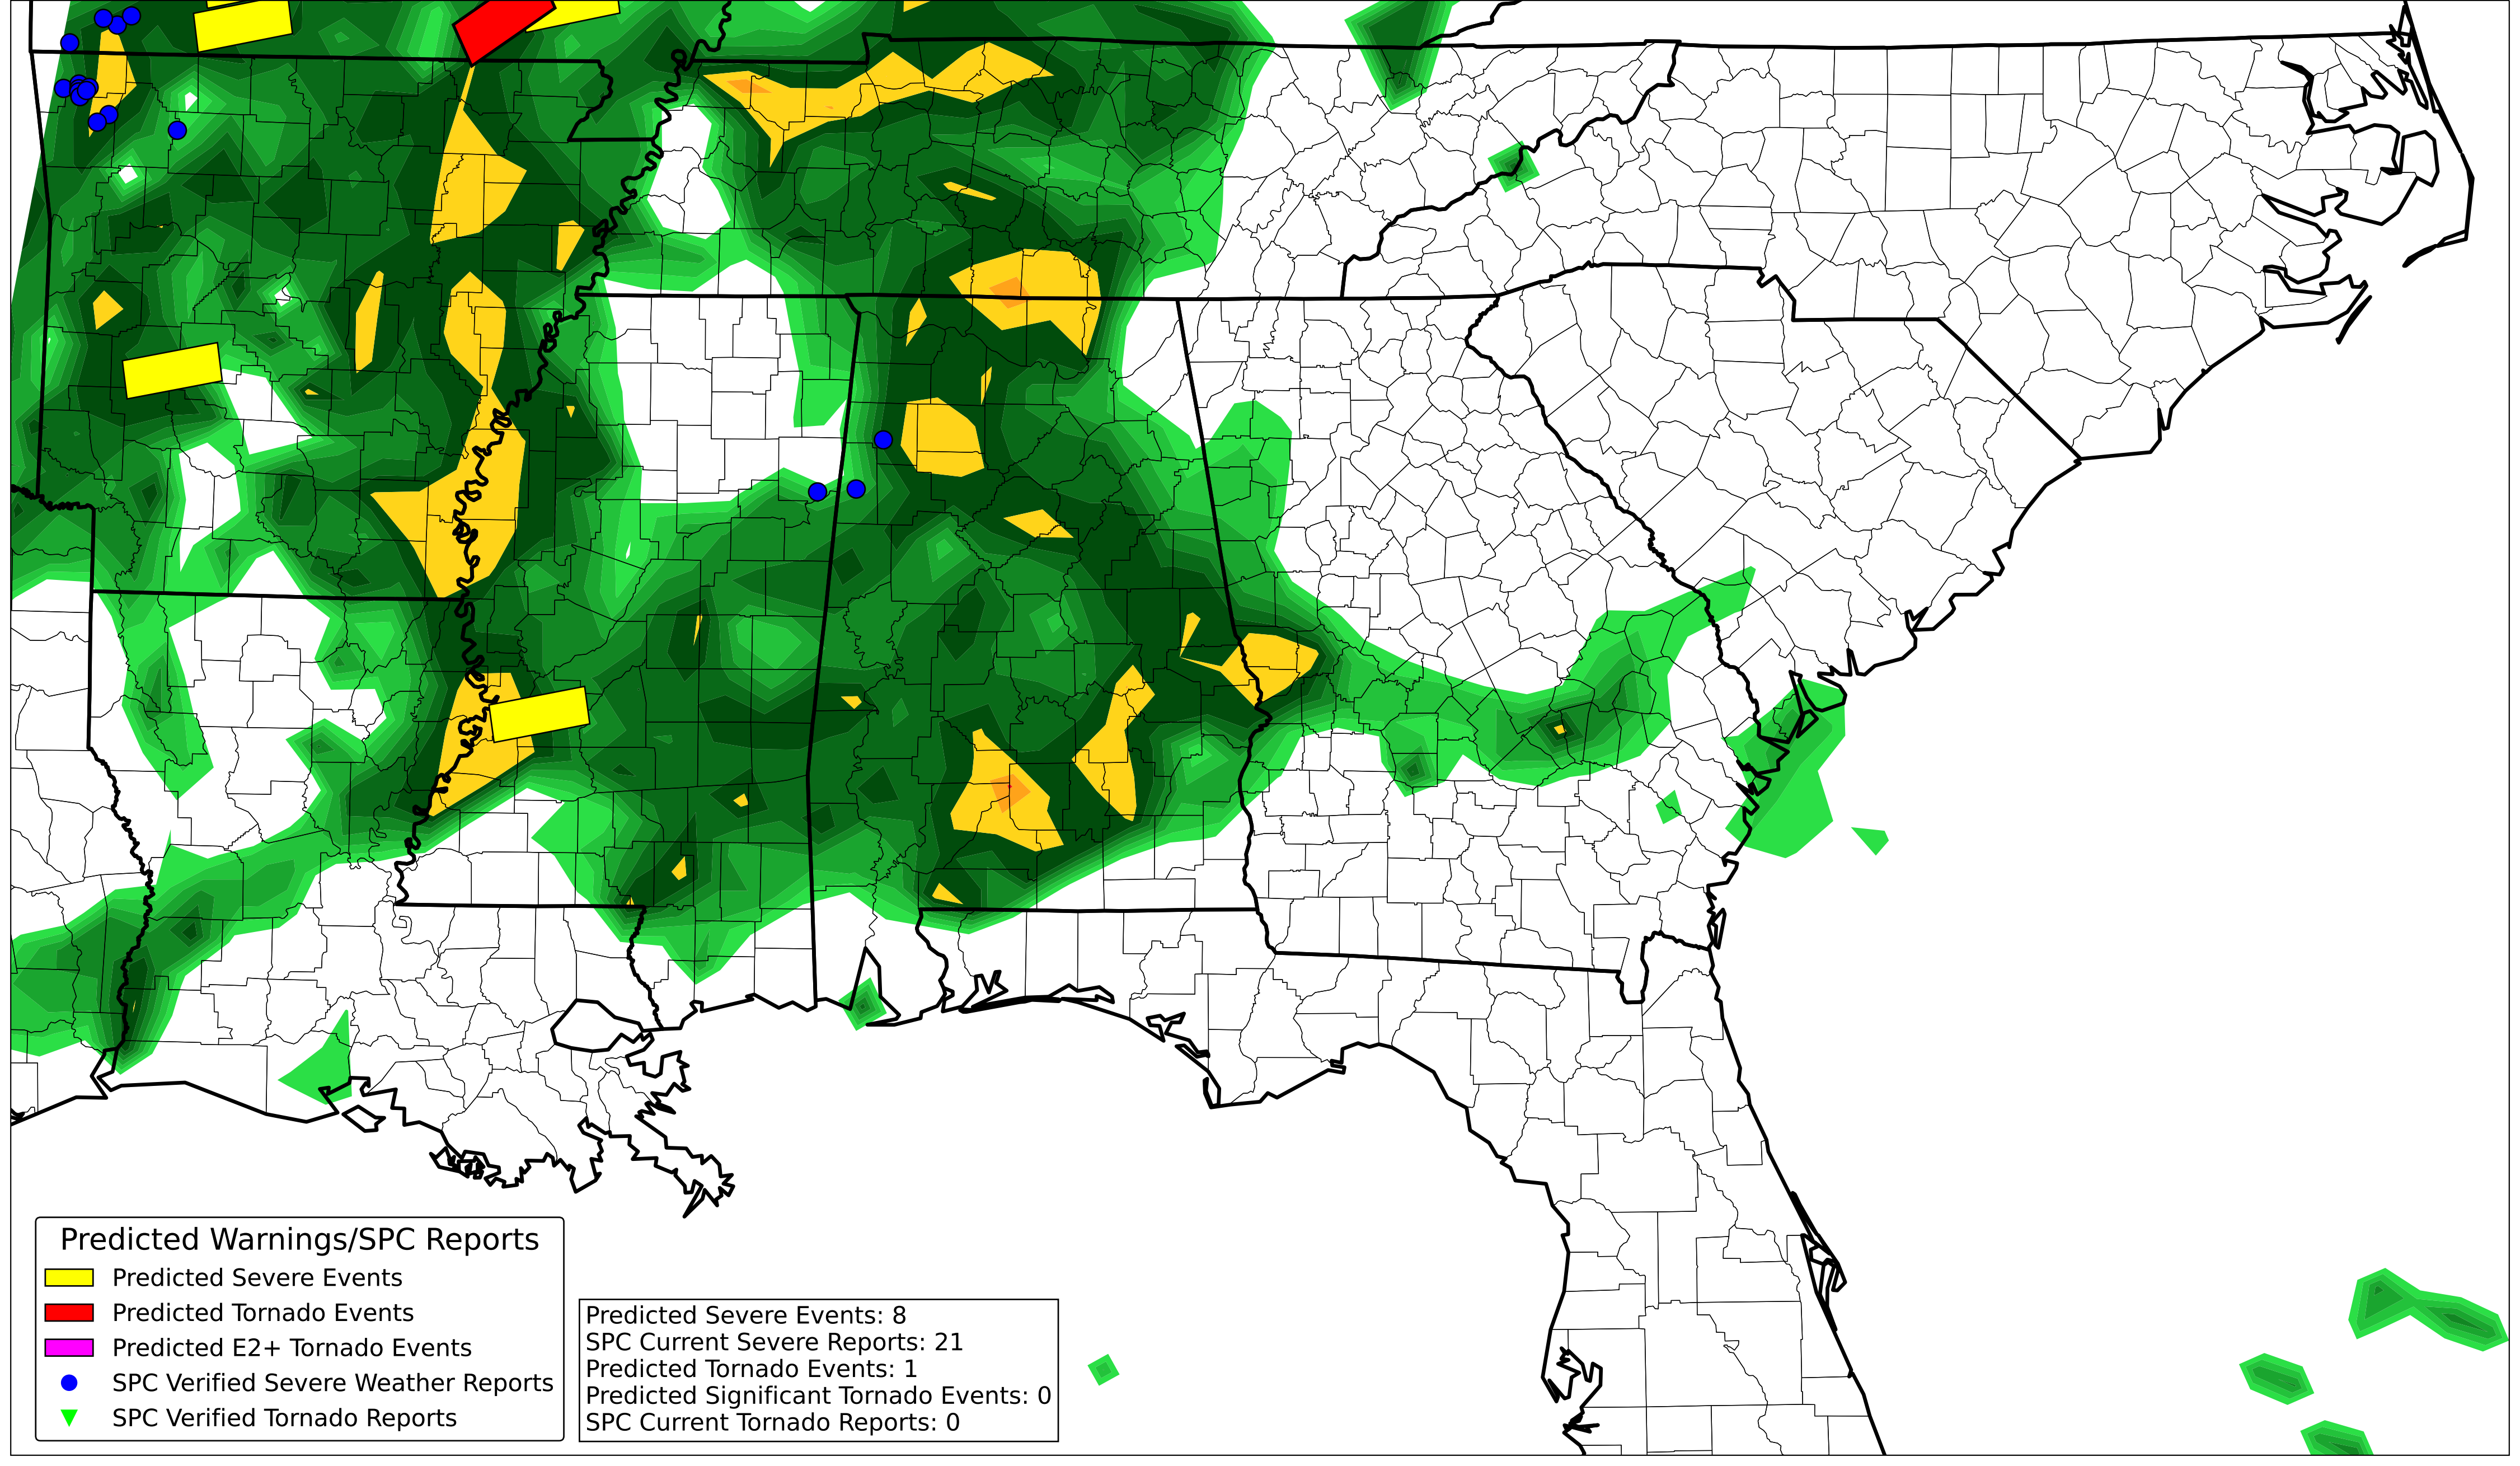 Predicted Warnings/SPC Reports
Predicted Severe Events
Predicted Tornado Events
Predicted E2+ Tornado Events
SPC Verified Severe Weather Reports
SPC Verified Tornado Reports
Predicted Severe Events: 8
SPC Current Severe Reports: 21
Predicted Tornado Events: 1
Predicted Significant Tornado Events: 0
SPC Current Tornado Reports: 0